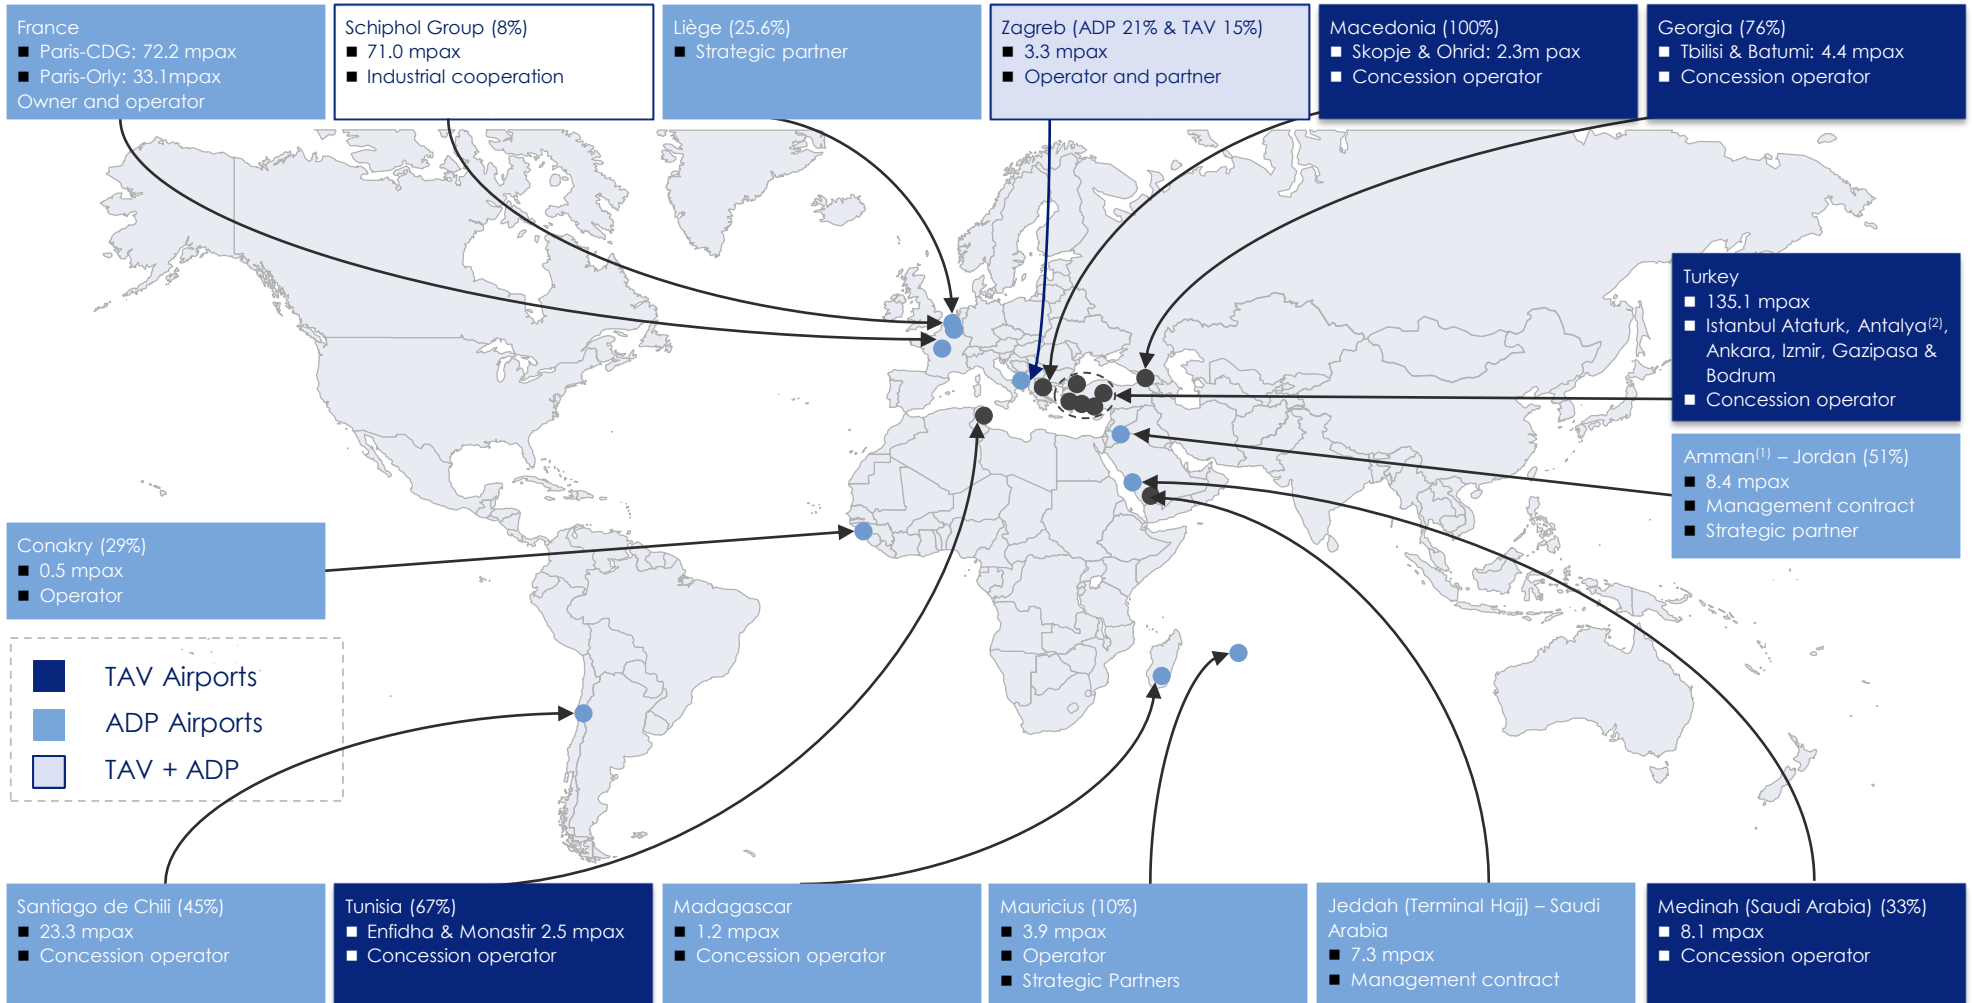 France
■ Paris-CDG: 72.2 mpax
■ Paris-Orly: 33.1mpax
Owner and operator
Schiphol Group (8%)
■ 71.0 mpax
■ Industrial cooperation
Liège (25.6%)
■ Strategic partner
Zagreb (ADP 21% & TAV 15%)
■ 3.3 mpax
■ Operator and partner
Macedonia (100%)
■ Skopje & Ohrid: 2.3m pax
■ Concession operator
Georgia (76%)
■ Tbilisi & Batumi: 4.4 mpax
■ Concession operator
Turkey
■ 135.1 mpax
■ Istanbul Ataturk, Antalya(2),
Ankara, Izmir, Gazipasa &
Bodrum
■ Concession operator
Amman(1) – Jordan (51%)
■ 8.4 mpax
■ Management contract
■ Strategic partner
Conakry (29%)
■ 0.5 mpax
■ Operator
TAV Airports
ADP Airports
TAV + ADP
Santiago de Chili (45%)
■ 23.3 mpax
■ Concession operator
Tunisia (67%)
■ Enfidha & Monastir 2.5 mpax
■ Concession operator
Madagascar
■ 1.2 mpax
■ Concession operator
Mauricius (10%)
■ 3.9 mpax
■ Operator
■ Strategic Partners
Jeddah (Terminal Hajj) – Saudi
Arabia
■ 7.3 mpax
■ Management contract
Medinah (Saudi Arabia) (33%)
■ 8.1 mpax
■ Concession operator